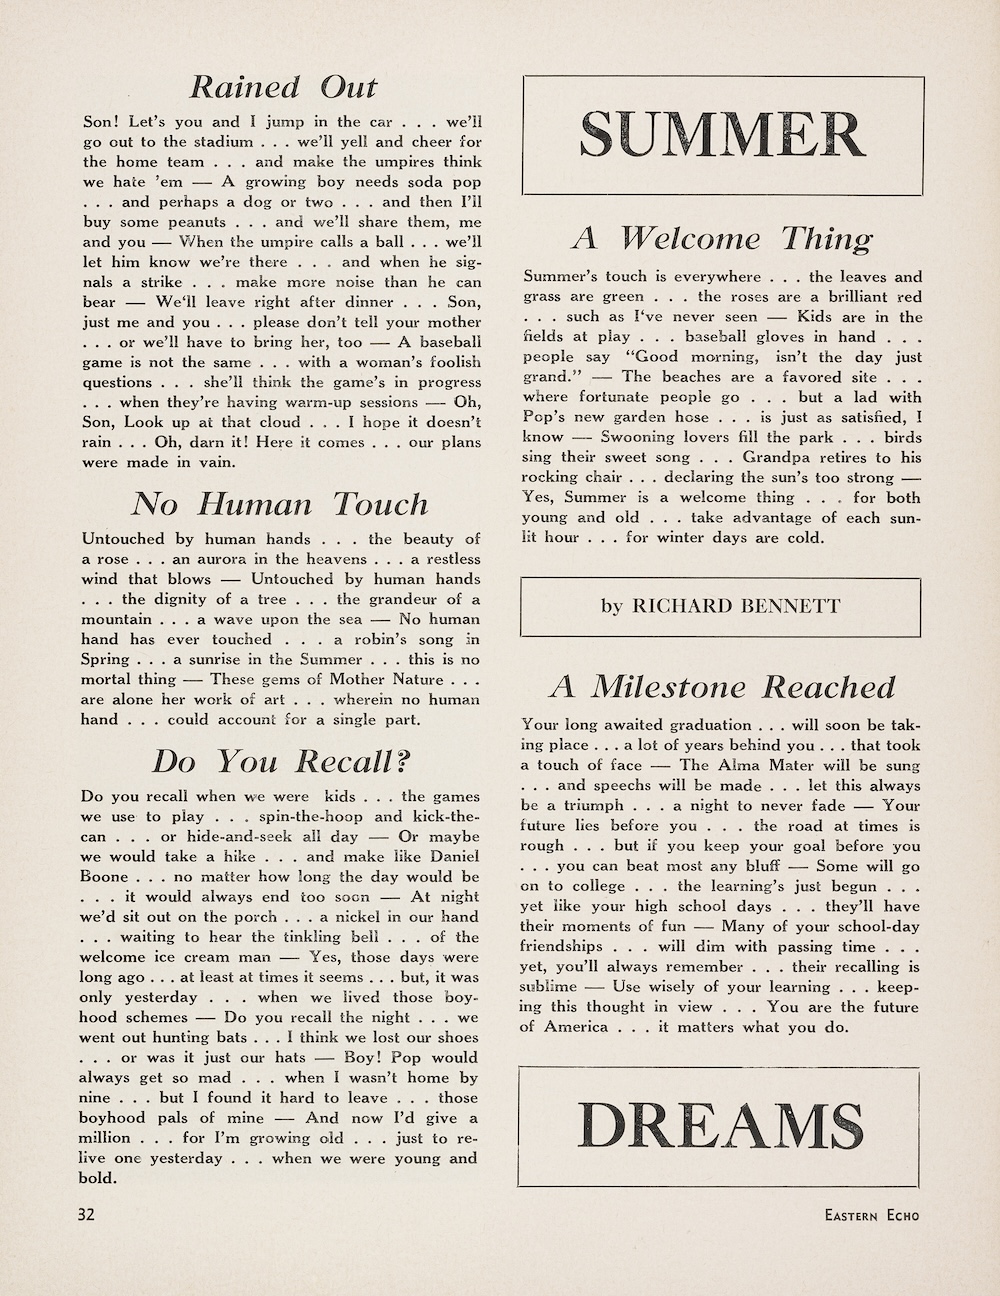 Rained Out
Son! Let's you and I jump in the car . . . we'll
go out to the stadium . . . we'll yell and cheer for
the home team . . . and make the umpires think
we hate 'em — A growing boy needs soda pop
. . . and perhaps a dog or two . . . and then I'll
buy some peanuts . . . and we'll share them, me
and you — When the umpire calls a ball . . . we'll
let him know we're there . . . and when he sig-
nals a strike . . . make more noise than he can
bear — We'll leave right after dinner . . . Son,
just me and you . . . please don't tell your mother
. . . or we'll have to bring her, too — A baseball
game is not the same . . . with a woman's foolish
questions . . . she'll think the game's in progress
. . . when they're having warm-up sessions — Oh,
Son, Look up at that cloud . . . I hope it doesn't
rain . . . Oh, darn it! Here it comes . . . our plans
were made in vain.
No Human Touch
Untouched by human hands . . . the beauty of
a rose . . . an aurora in the heavens . . . a restless
wind that blows — Untouched by human hands
. . . the dignity of a tree . . . the grandeur of a
mountain . . . a wave upon the sea — No human
hand has ever touched . . . a robin's song in
Spring . . . a sunrise in the Summer . . . this is no
mortal thing — These gems of Mother Nature . . .
are alone her work of art . . . wherein no human
hand . . . could account for a single part.
Do You Recall?
Do you recall when we were kids . . . the games
we use to play . . . spin-the-hoop and kick-the-
can . . . or hide-and-seek all day — Or maybe
we would take a hike . . . and make like Daniel
Boone . . . no matter how long the day would be
. . . it would always end too soon — At night
we'd sit out on the porch . . . a nickel in our hand
. . . waiting to hear the tinkling bell . . . of the
welcome ice cream man — Yes, those days were
long ago . . . at least at times it seems . . . but, it was
only yesterday . . . when we lived those boy-
hood schemes — Do you recall the night . . . we
went out hunting bats . . . I think we lost our shoes
. . . or was it just our hats — Boy! Pop would
always get so mad . . . when I wasn't home by
nine . . . but I found it hard to leave . . . those
boyhood pals of mine — And now I'd give a
million . . . for I'm growing old . . . just to re-
live one yesterday . . . when we were young and
bold.
SUMMER
A Welcome Thing
Summer's touch is everywhere . . . the leaves and
grass are green . . . the roses are a brilliant red
. . . such as I've never seen — Kids are in the
fields at play . . . baseball gloves in hand . . .
people say "Good morning, isn't the day just
grand." — The beaches are a favored site . . .
where fortunate people go . . . but a lad with
Pop's new garden hose . . . is just as satisfied, I
know — Swooning lovers fill the park . . . birds
sing their sweet song . . . Grandpa retires to his
rocking chair . . . declaring the sun's too strong —
Yes, Summer is a welcome thing . . . for both
young and old . . . take advantage of each sun-
lit hour . . . for winter days are cold.
by RICHARD BENNETT
A Milestone Reached
Your long awaited graduation . . . will soon be tak-
ing place . . . a lot of years behind you . . . that took
a touch of face — The Alma Mater will be sung
. . . and speechs will be made . . . let this always
be a triumph . . . a night to never fade — Your
future lies before you . . . the road at times is
rough . . . but if you keep your goal before you
. . . you can beat most any bluff — Some will go
on to college . . . the learning's just begun . . .
yet like your high school days . . . they'll have
their moments of fun — Many of your school-day
friendships . . . will dim with passing time . . .
yet, you'll always remember . . . their recalling is
sublime — Use wisely of your learning . . . keep-
ing this thought in view . . . You are the future
of America . . . it matters what you do.
DREAMS
32
EASTERN ECHO